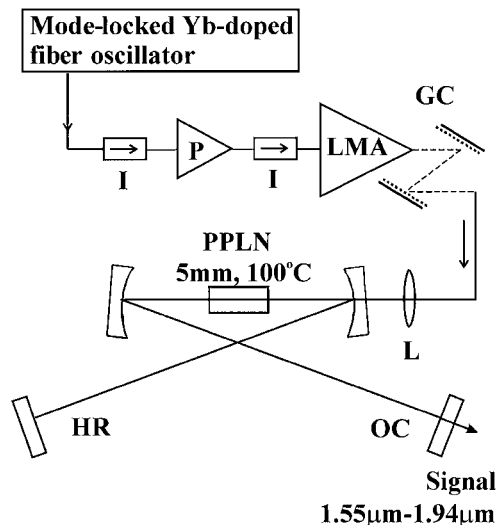 Mode-locked Yb-doped
fiber oscillator
GC
P
LMA
I
I
PPLN
5mm, 100°C
L
HR
OC
Signal
1.55μm-1.94μm